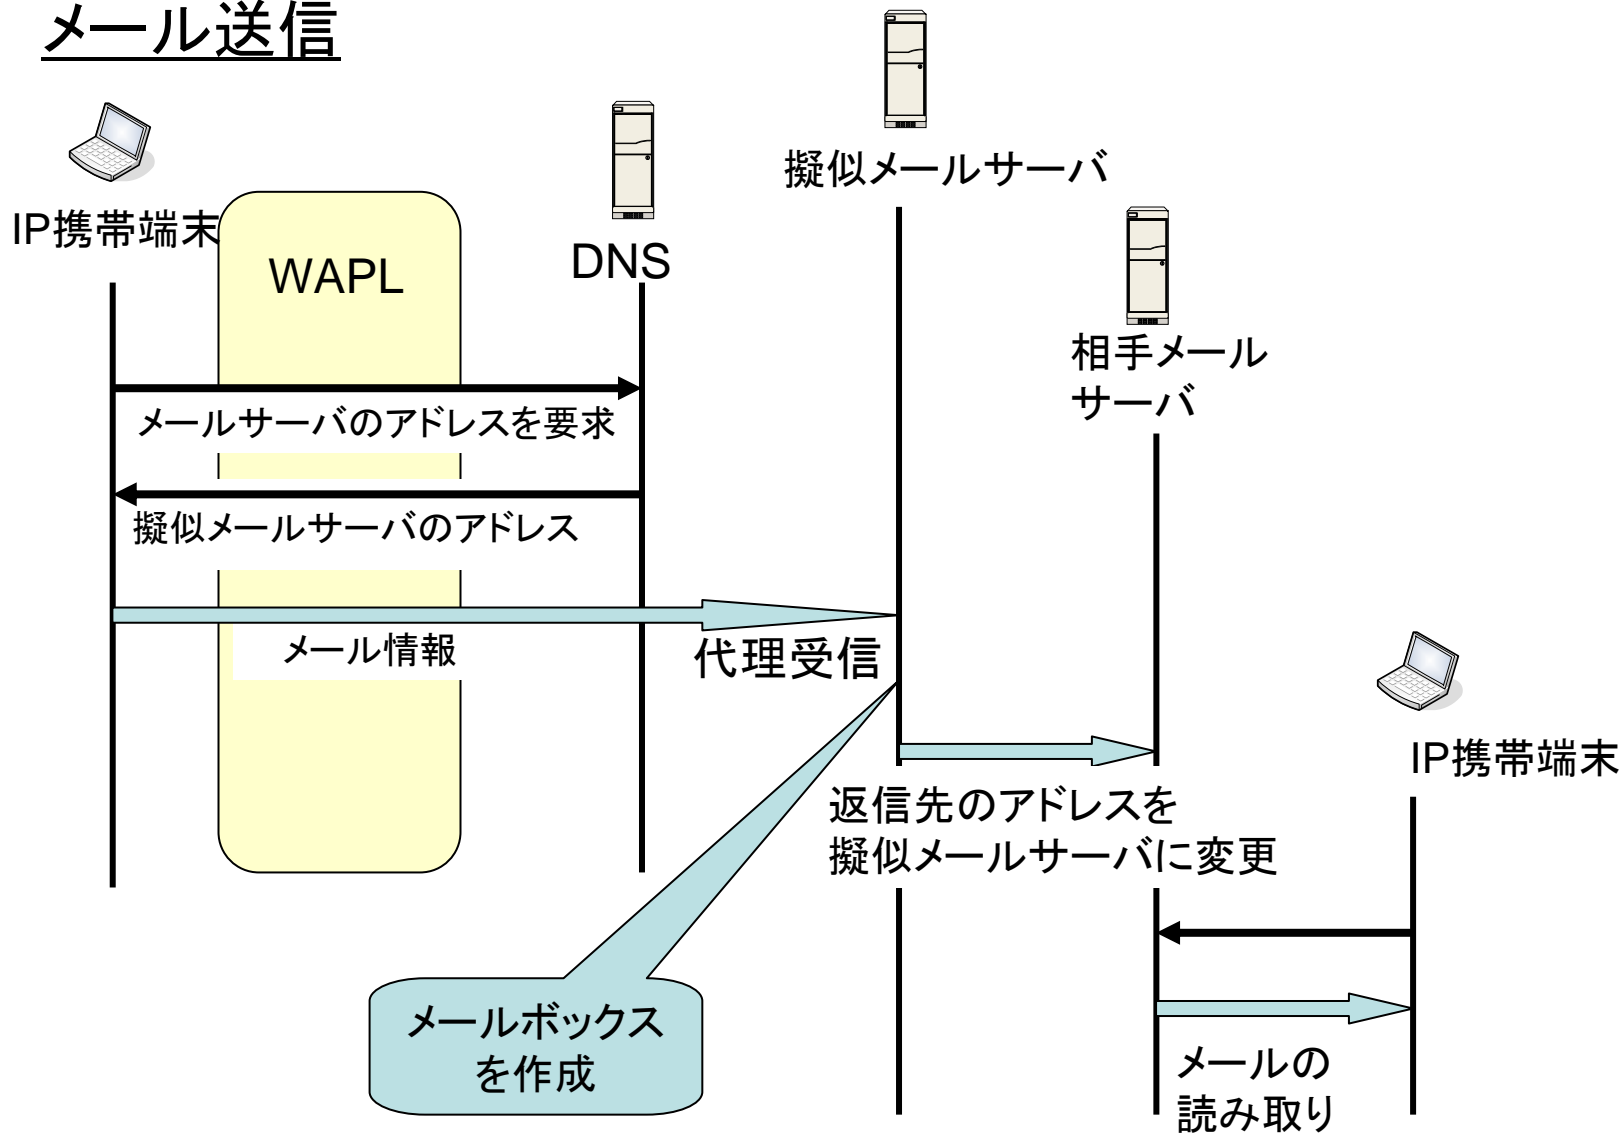 メール送信
擬似メールサーバ
IP携帯端末
WAPL
DNS
相手メール
サーバ
メールサーバのアドレスを要求
擬似メールサーバのアドレス
メール情報
代理受信
IP携帯端末
返信先のアドレスを
擬似メールサーバに変更
メールボックス
を作成
メールの
読み取り